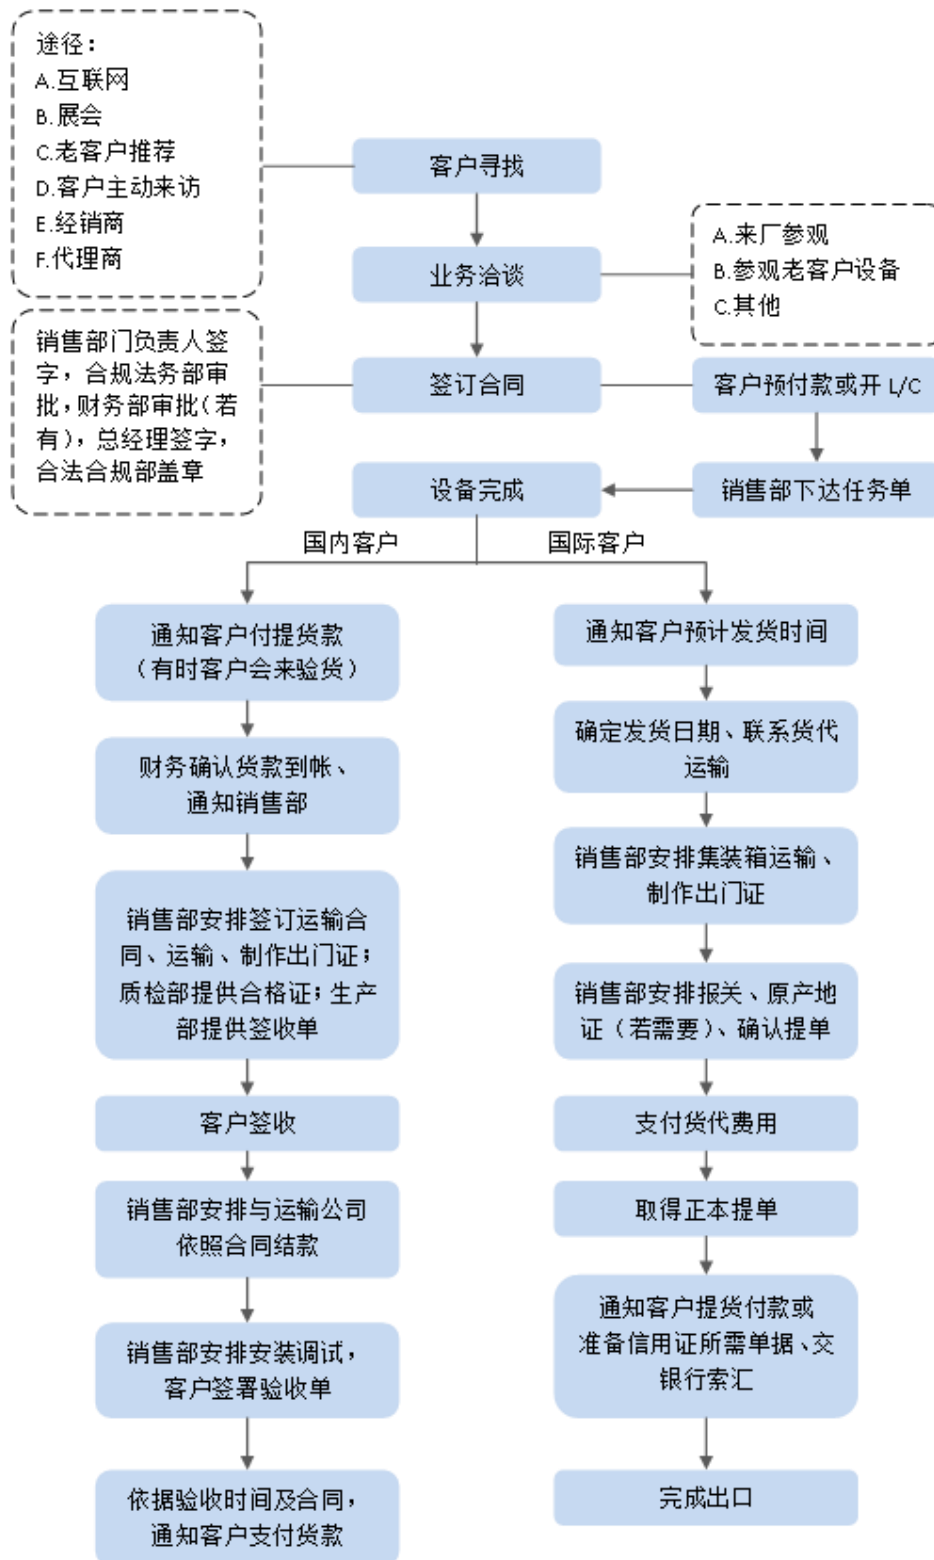 途径：
A.互联网
B.展会
C.老客户推荐
D.客户主动来访
E.经销商
F.代理商
客户寻找
业务洽谈
A.来厂参观
B.参观老客户设备
C.其他
销售部门负责人签
字，合规法务部审
批，财务部审批（若
有），总经理签字，
合法合规部盖章
签订合同
客户预付款或开 L/C
设备完成
销售部下达任务单
国内客户
国际客户
通知客户付提货款
（有时客户会来验货）
财务确认货款到帐、
通知销售部
销售部安排签订运输合
同、运输、制作出门证；
质检部提供合格证；生产
部提供签收单
客户签收
销售部安排与运输公司
依照合同结款
销售部安排安装调试，
客户签署验收单
依据验收时间及合同，
通知客户支付货款
通知客户预计发货时间
确定发货日期、联系货代
运输
销售部安排集装箱运输、
制作出门证
销售部安排报关、原产地
证（若需要）、确认提单
支付货代费用
取得正本提单
通知客户提货付款或
准备信用证所需单据、交
银行索汇
完成出口